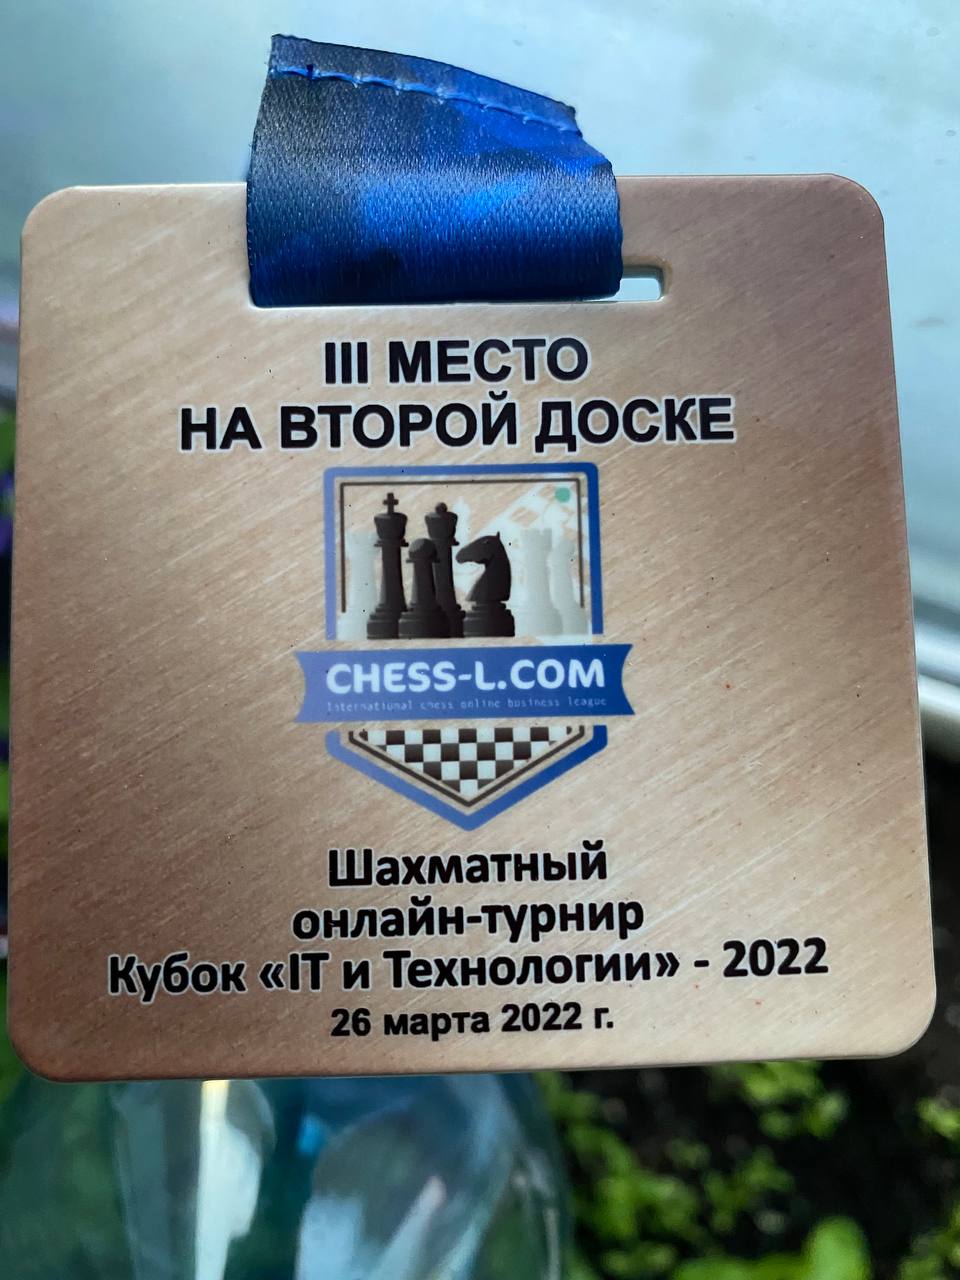 III МЕСТО
НА ВТОРОЙ ДОСКЕ
CHESS-L.COM
International chess online business league
Шахматный
онлайн-турнир
Кубок «IT и Технологии» - 2022
26 марта 2022 г.